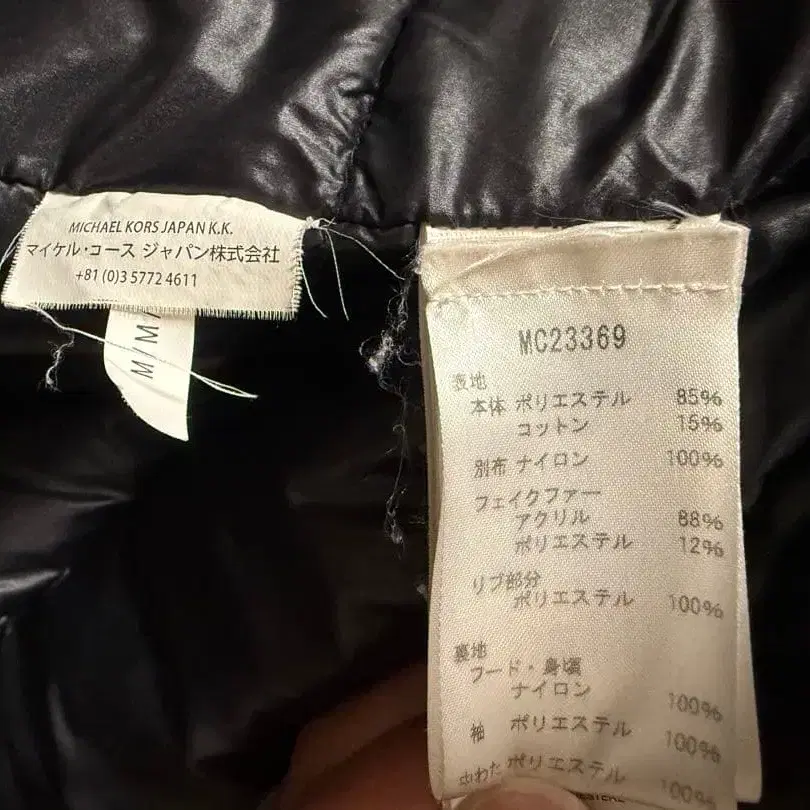 MICHAEL KORS JAPAN K.K.
マイケル・コース ジャパン株式会社
+81 (0)3 5772 4611
M/M/
MC23369
表地
本体 ポリエステル 85%
コットン 15%
別布 ナイロン 100%
フェイクファー
アクリル 88%
ポリエステル 12%
リブ部分
ポリエステル 100%
裏地
フード・身頃
ナイロン 100%
袖 ポリエステル 100%
中わた ポリエステル 100%